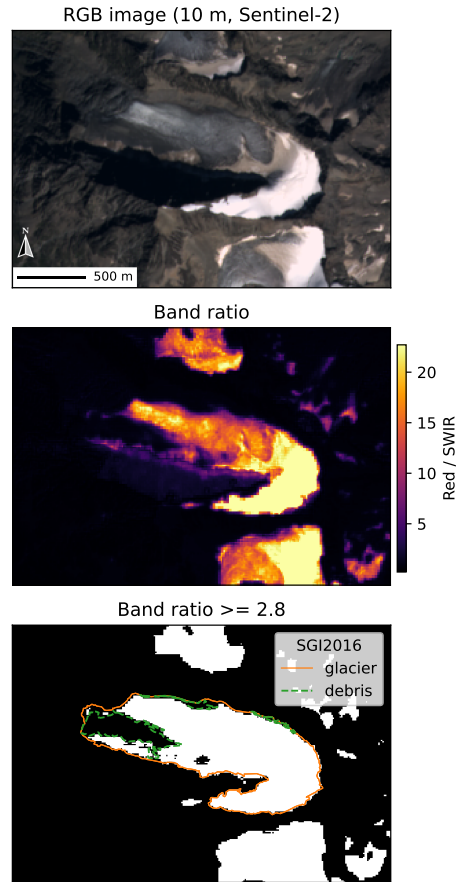 RGB image (10 m, Sentinel-2)
N
500 m
Band ratio
20
15
10
5
Red / SWIR
Band ratio >= 2.8
SGI2016
glacier
debris